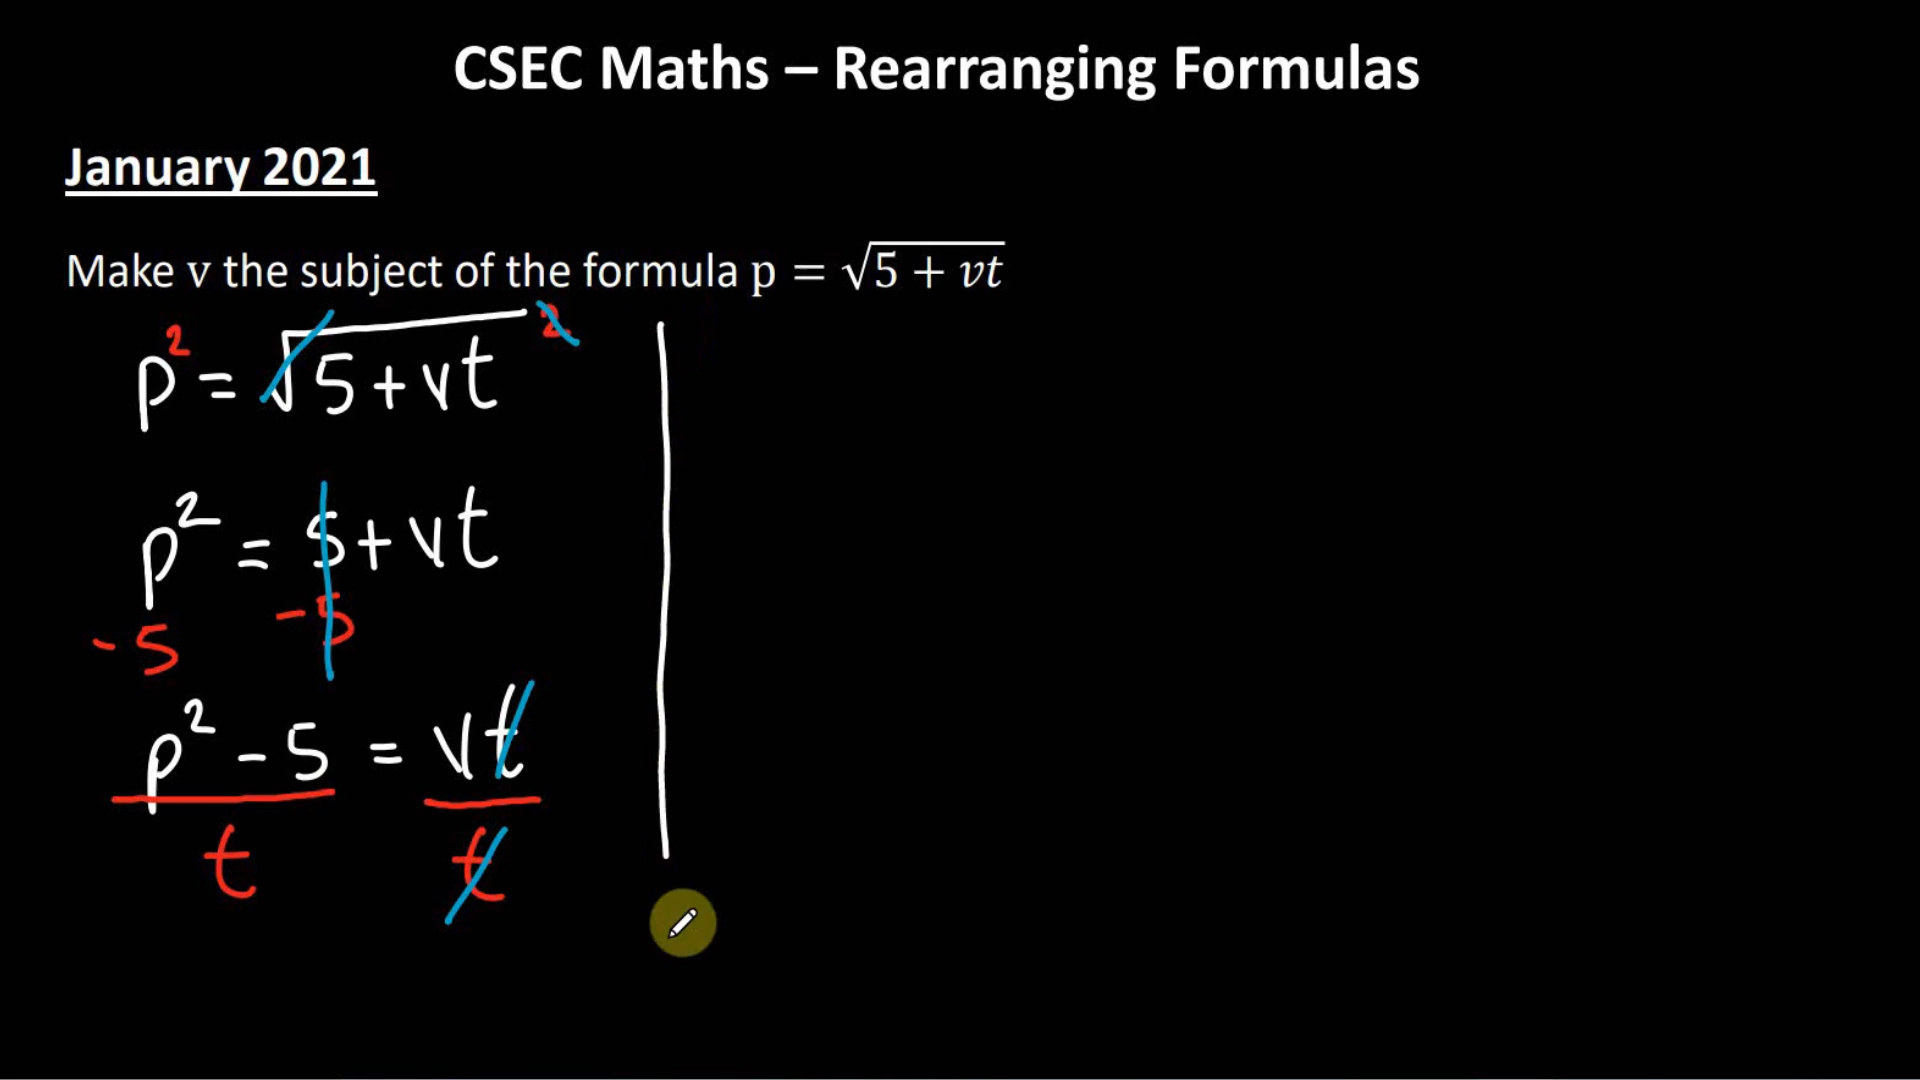 CSEC Maths – Rearranging Formulas
January 2021
Make v the subject of the formula p = √5 + vt
p² = √5 + vt ²
p² = 5 + vt
- 5 - 5
p² - 5 = vt
t t